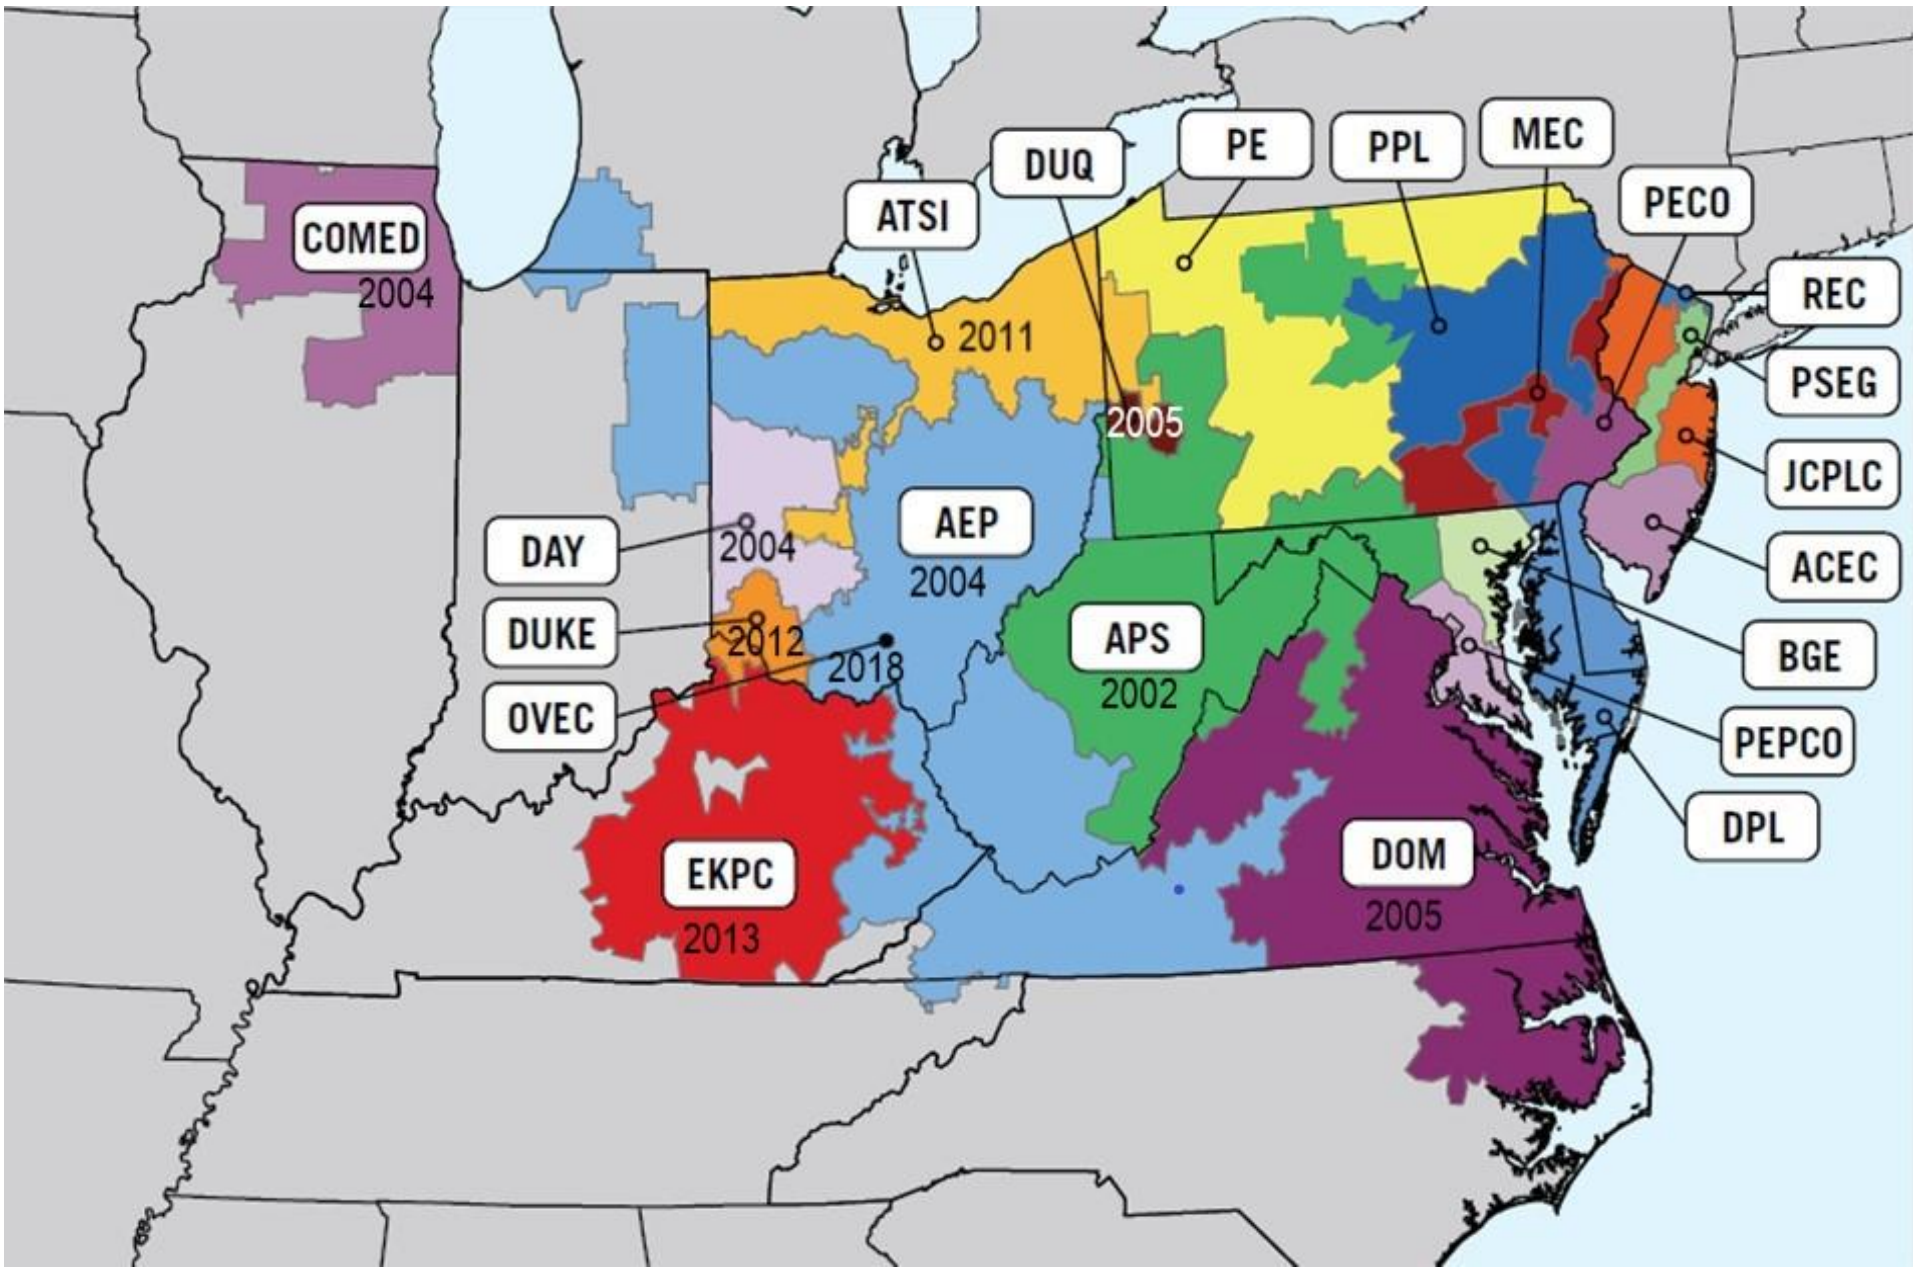 MEC
DUQ
PE
PPL
PECO
ATSI
COMED
2004
REC
2011
PSEG
2005
JCPLC
DAY
2004
AEP
2004
ACEC
DUKE
2012
APS
2002
BGE
2018
OVEC
PEPCO
DPL
EKPC
2013
DOM
2005